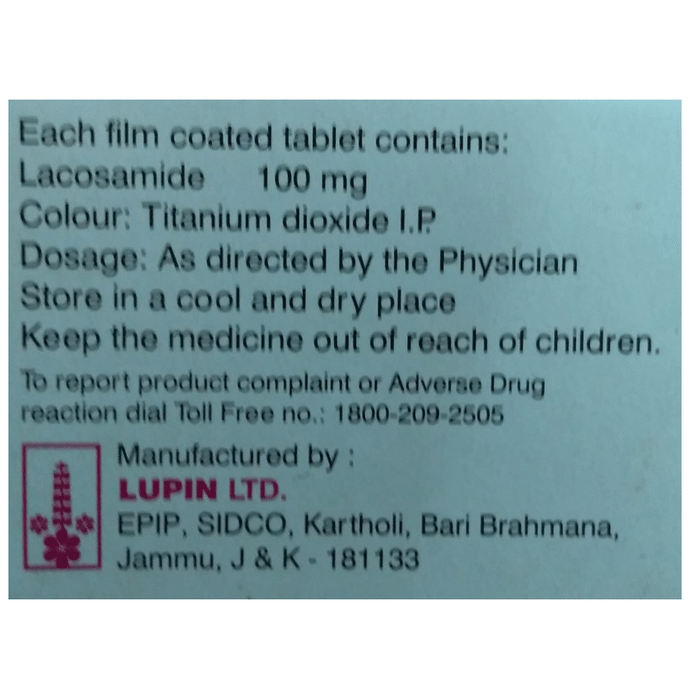 Each film coated tablet contains:
Lacosamide 100 mg
Colour: Titanium dioxide I.P.
Dosage: As directed by the Physician
Store in a cool and dry place
Keep the medicine out of reach of children.
To report product complaint or Adverse Drug
reaction dial Toll Free no.: 1800-209-2505
Manufactured by :
LUPIN LTD.
EPIP, SIDCO, Kartholi, Bari Brahmana,
Jammu, J & K - 181133